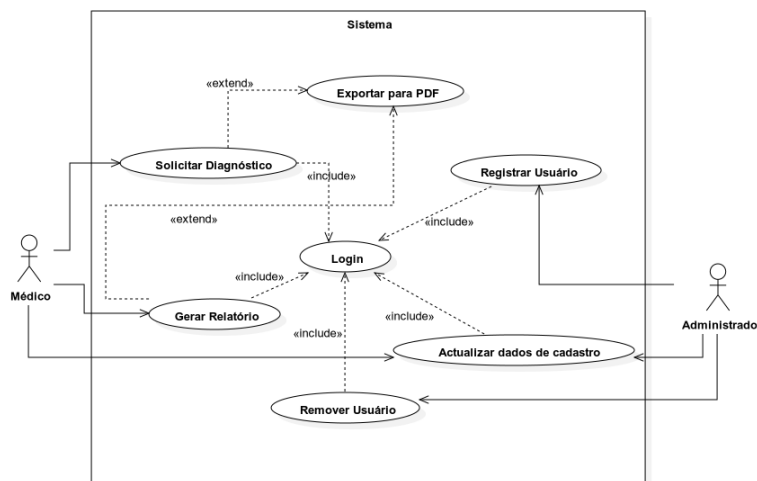 Sistema
«extend»
Exportar para PDF
Solicitar Diagnóstico
«include»
Registrar Usuário
«extend»
«include»
Login
Médico
«include»
Gerar Relatório
«include»
«include»
Administrado
Actualizar dados de cadastro
Remover Usuário